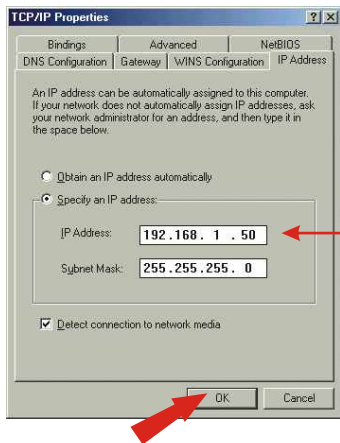 TCP/IP Properties
Bindings Advanced NetBIOS
DNS Configuration Gateway WINS Configuration IP Address
An IP address can be automatically assigned to this computer.
If your network does not automatically assign IP addresses, ask
your network administrator for an address, and then type it in
the space below.
Obtain an IP address automatically
Specify an IP address:
IP Address: 192.168. 1 .50
Subnet Mask: 255.255.255. 0
Detect connection to network media
OK Cancel